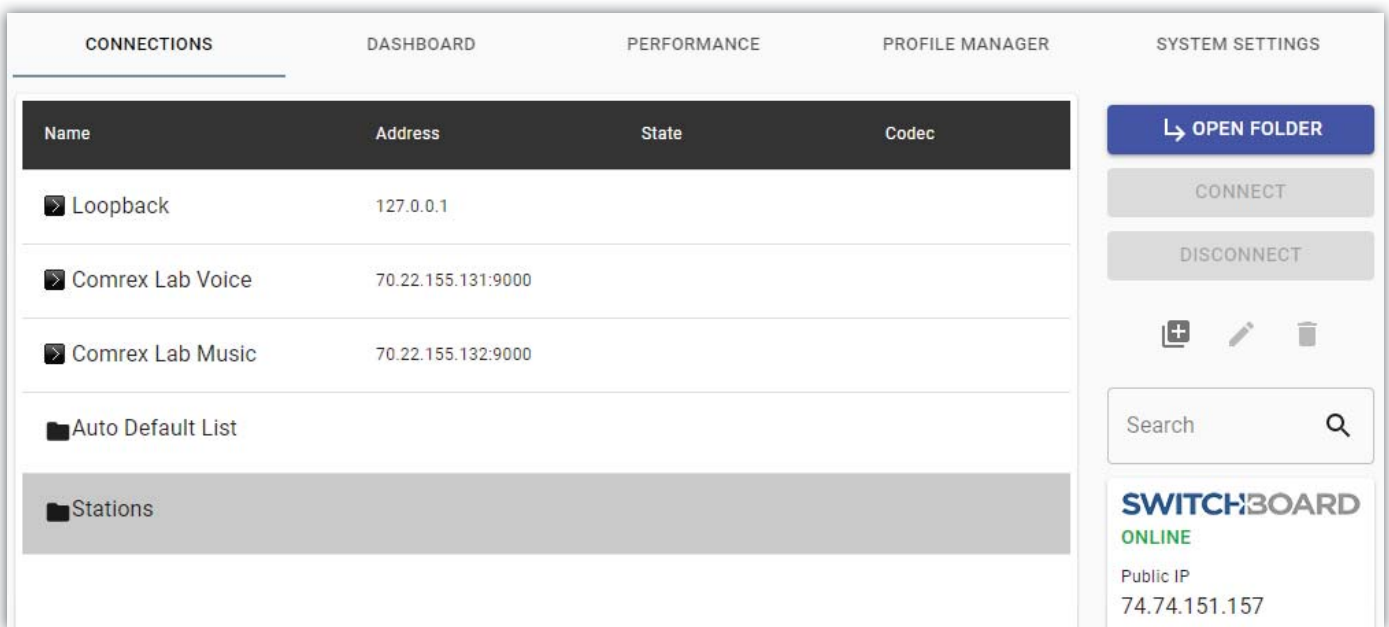 CONNECTIONS DASHBOARD PERFORMANCE PROFILE MANAGER SYSTEM SETTINGS
Name Address State Codec
OPEN FOLDER
Loopback 127.0.0.1
CONNECT
DISCONNECT
Comrex Lab Voice 70.22.155.131:9000
Comrex Lab Music 70.22.155.132:9000
Auto Default List
Search
Stations
SWITCHBOARD
ONLINE
Public IP
74.74.151.157